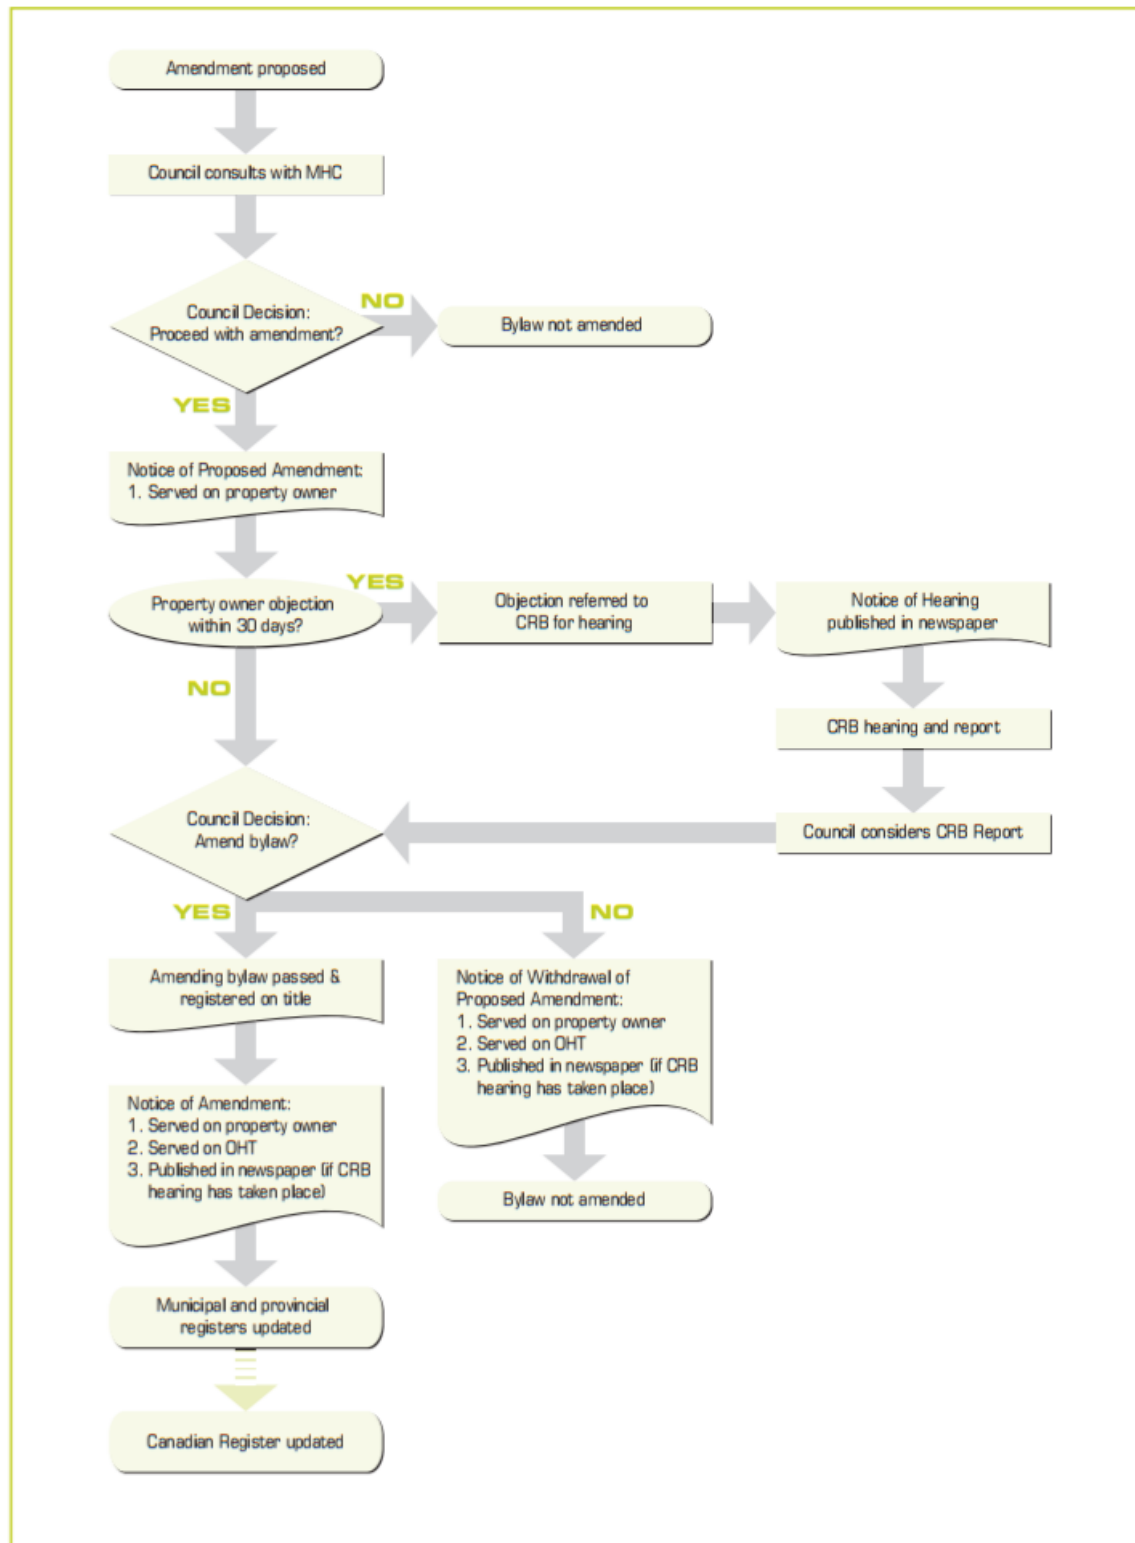 Amendment proposed
Council consults with MHC
Council Decision:
Proceed with amendment?
NO
Bylaw not amended
YES
Notice of Proposed Amendment:
1. Served on property owner
Property owner objection
within 30 days?
YES
Objection referred to
CRB for hearing
Notice of Hearing
published in newspaper
NO
CRB hearing and report
Council considers CRB Report
Council Decision:
Amend bylaw?
YES
NO
Amending bylaw passed &
registered on title
Notice of Withdrawal of
Proposed Amendment:
1. Served on property owner
2. Served on OHT
3. Published in newspaper (if CRB
hearing has taken place)
Notice of Amendment:
1. Served on property owner
2. Served on OHT
3. Published in newspaper (if CRB
hearing has taken place)
Bylaw not amended
Municipal and provincial
registers updated
Canadian Register updated